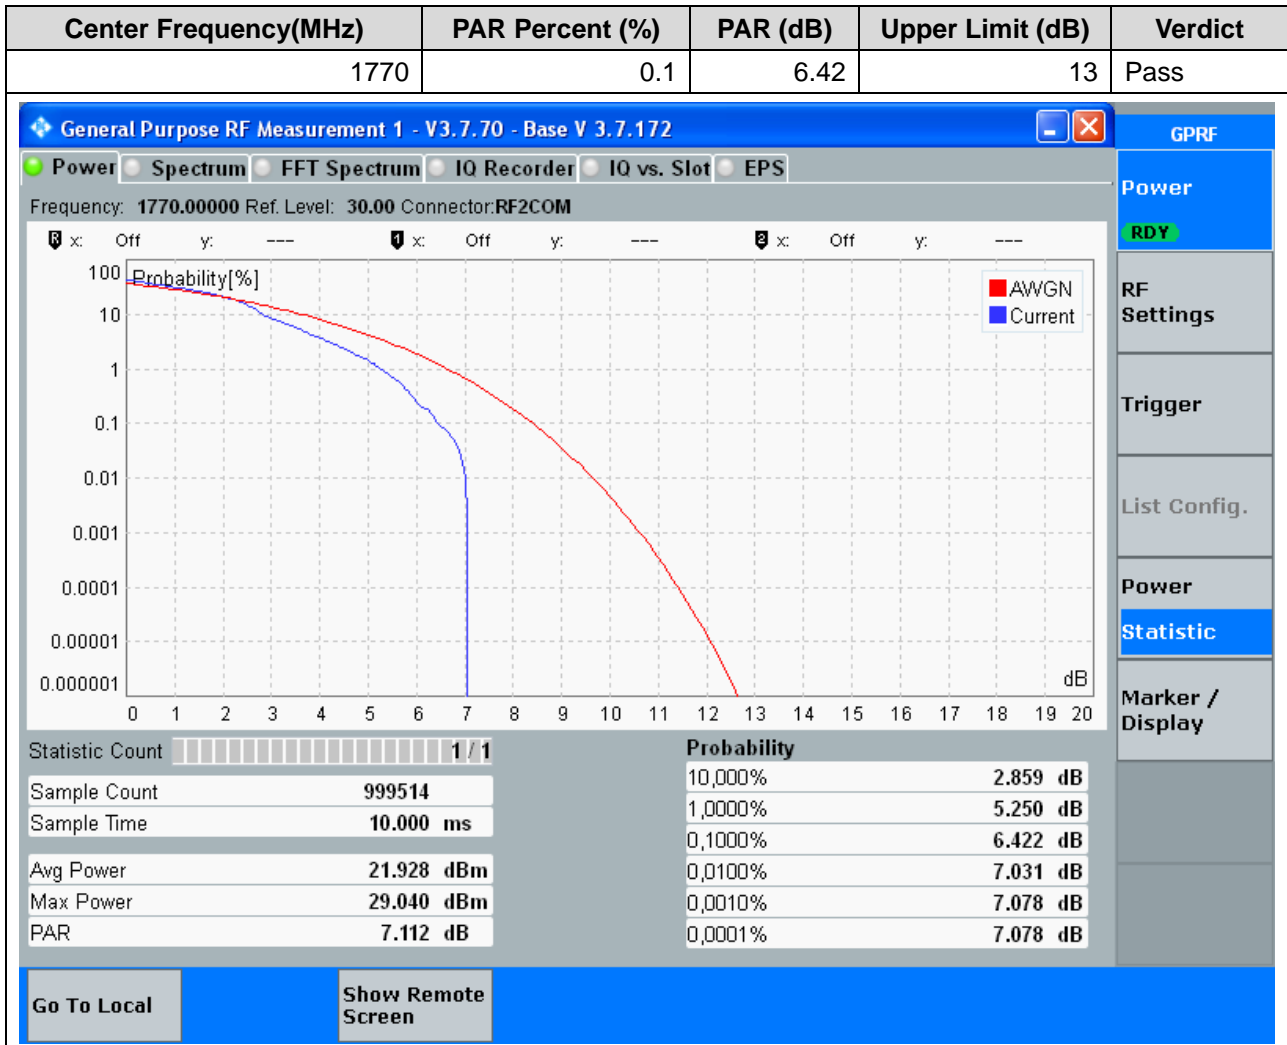 Center Frequency(MHz) PAR Percent (%) PAR (dB) Upper Limit (dB) Verdict
1770 0.1 6.42 13 Pass
General Purpose RF Measurement 1 - V3.7.70 - Base V 3.7.172
GPRF
Power Spectrum FFT Spectrum IQ Recorder IQ vs. Slot EPS
Power
RDY
Frequency: 1770.00000 Ref. Level: 30.00 Connector:RF2COM
R x: Off y: --- 1 x: Off y: --- 2 x: Off y: ---
Probability[%]
100
10
1
0.1
0.01
0.001
0.0001
0.00001
0.000001
AWGN
Current
dB
0 1 2 3 4 5 6 7 8 9 10 11 12 13 14 15 16 17 18 19 20
RF
Settings
Trigger
List Config.
Power
Statistic
Marker /
Display
Statistic Count 1 / 1
Sample Count 999514
Sample Time 10.000 ms
Avg Power 21.928 dBm
Max Power 29.040 dBm
PAR 7.112 dB
Probability
10,000% 2.859 dB
1,0000% 5.250 dB
0,1000% 6.422 dB
0,0100% 7.031 dB
0,0010% 7.078 dB
0,0001% 7.078 dB
Go To Local
Show Remote
Screen